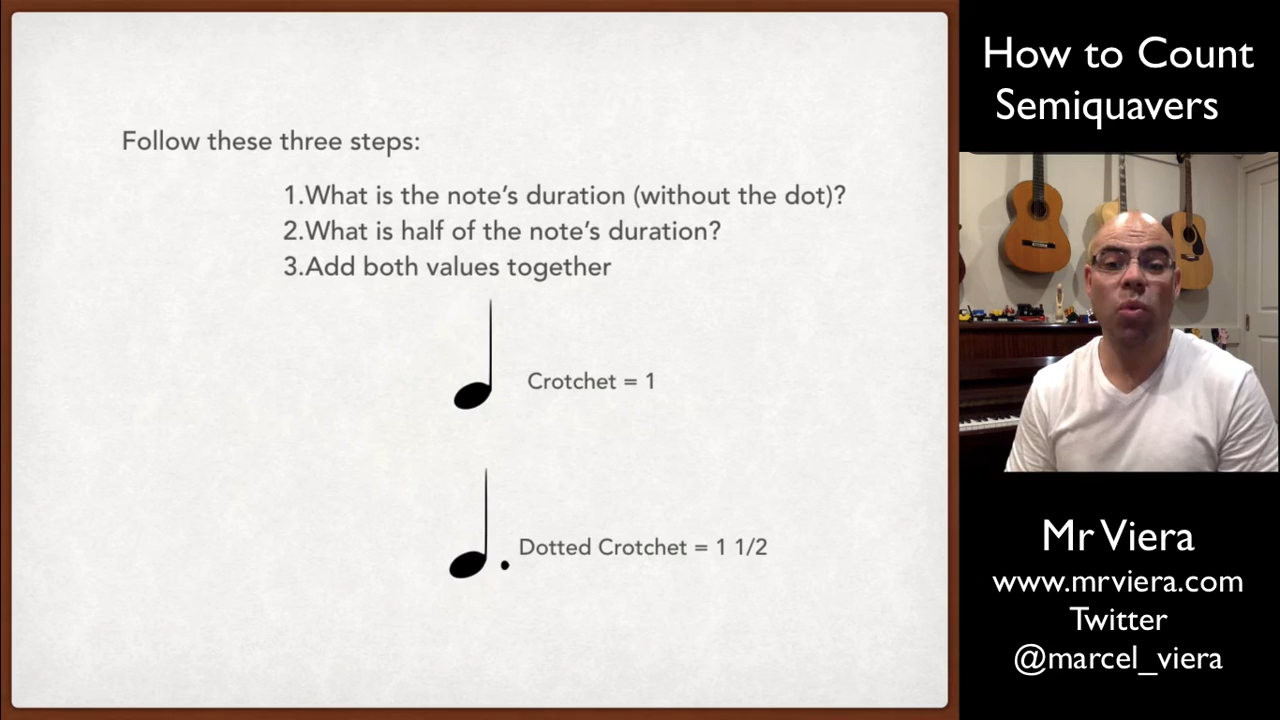 Follow these three steps:
1.What is the note’s duration (without the dot)?
2.What is half of the note’s duration?
3.Add both values together
Crotchet = 1
Dotted Crotchet = 1 1/2
How to Count
Semiquavers
Mr Viera
www.mrviera.com
Twitter
@marcel_viera